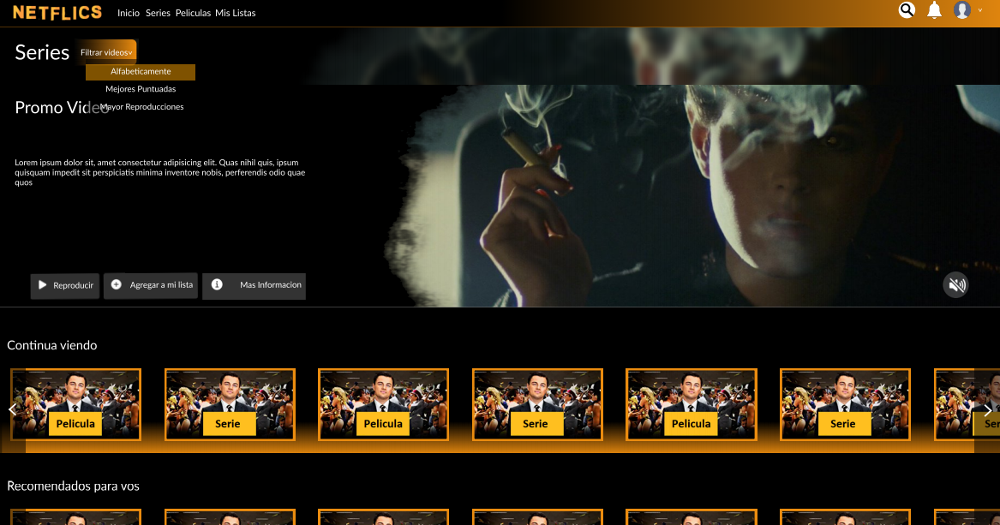 NETFLICS
Inicio Series Peliculas Mis Listas
Series Filtrar videos
Alfabeticamente
Mejores Puntuadas
Promo Video Mayor Reproducciones
Lorem ipsum dolor sit, amet consectetur adipisicing elit. Quas nihil quis, ipsum
quisquam impedit sit perspiciatis minima inventore nobis, perferendis odio quae
quos
Reproducir Agregar a mi lista Mas Informacion
Continua viendo
Pelicula Serie Pelicula Serie Pelicula Serie Ser
Recomendados para vos